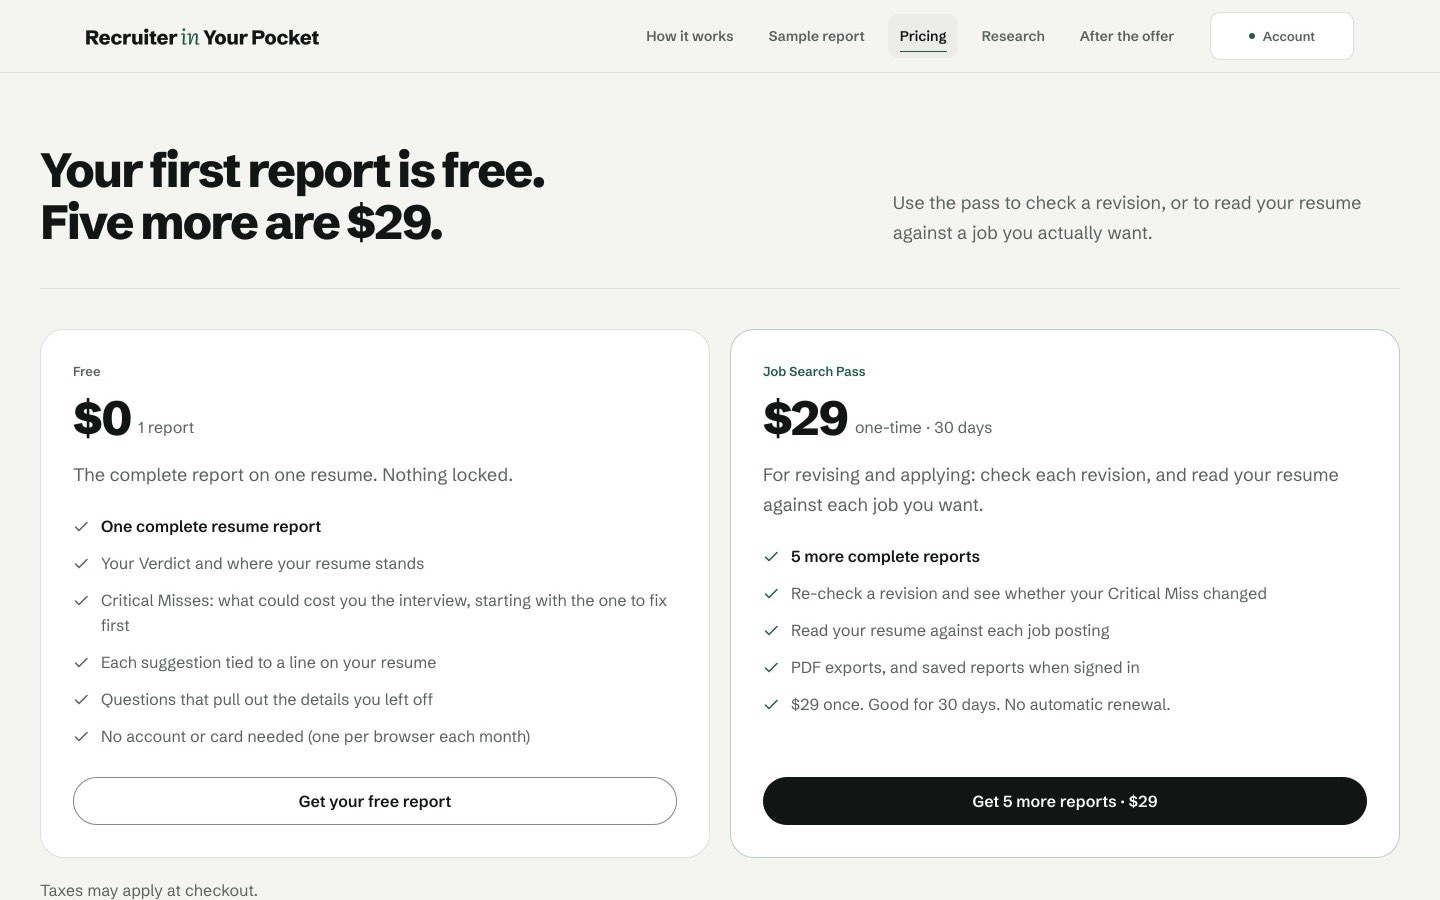 Recruiter in Your Pocket
How it works
Sample report
Pricing
Research
After the offer
Account
Your first report is free.
Five more are $29.
Use the pass to check a revision, or to read your resume
against a job you actually want.
Free
$0 1 report
The complete report on one resume. Nothing locked.
One complete resume report
Your Verdict and where your resume stands
Critical Misses: what could cost you the interview, starting with the one to fix
first
Each suggestion tied to a line on your resume
Questions that pull out the details you left off
No account or card needed (one per browser each month)
Get your free report
Job Search Pass
$29 one-time · 30 days
For revising and applying: check each revision, and read your resume
against each job you want.
5 more complete reports
Re-check a revision and see whether your Critical Miss changed
Read your resume against each job posting
PDF exports, and saved reports when signed in
$29 once. Good for 30 days. No automatic renewal.
Get 5 more reports · $29
Taxes may apply at checkout.